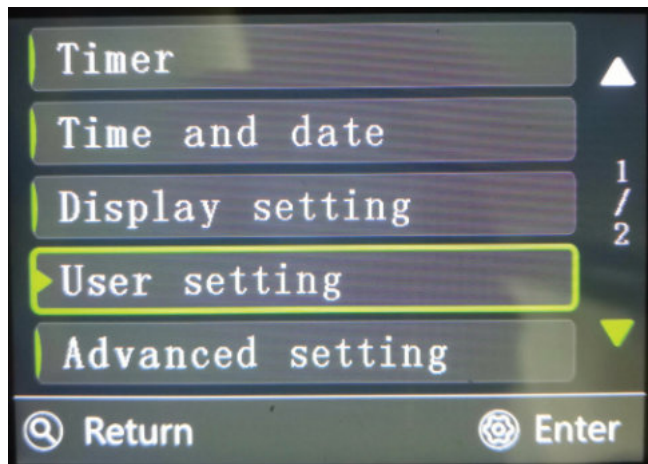 Timer
Time and date
Display setting
User setting
Advanced setting
1
/
2
Return
Enter